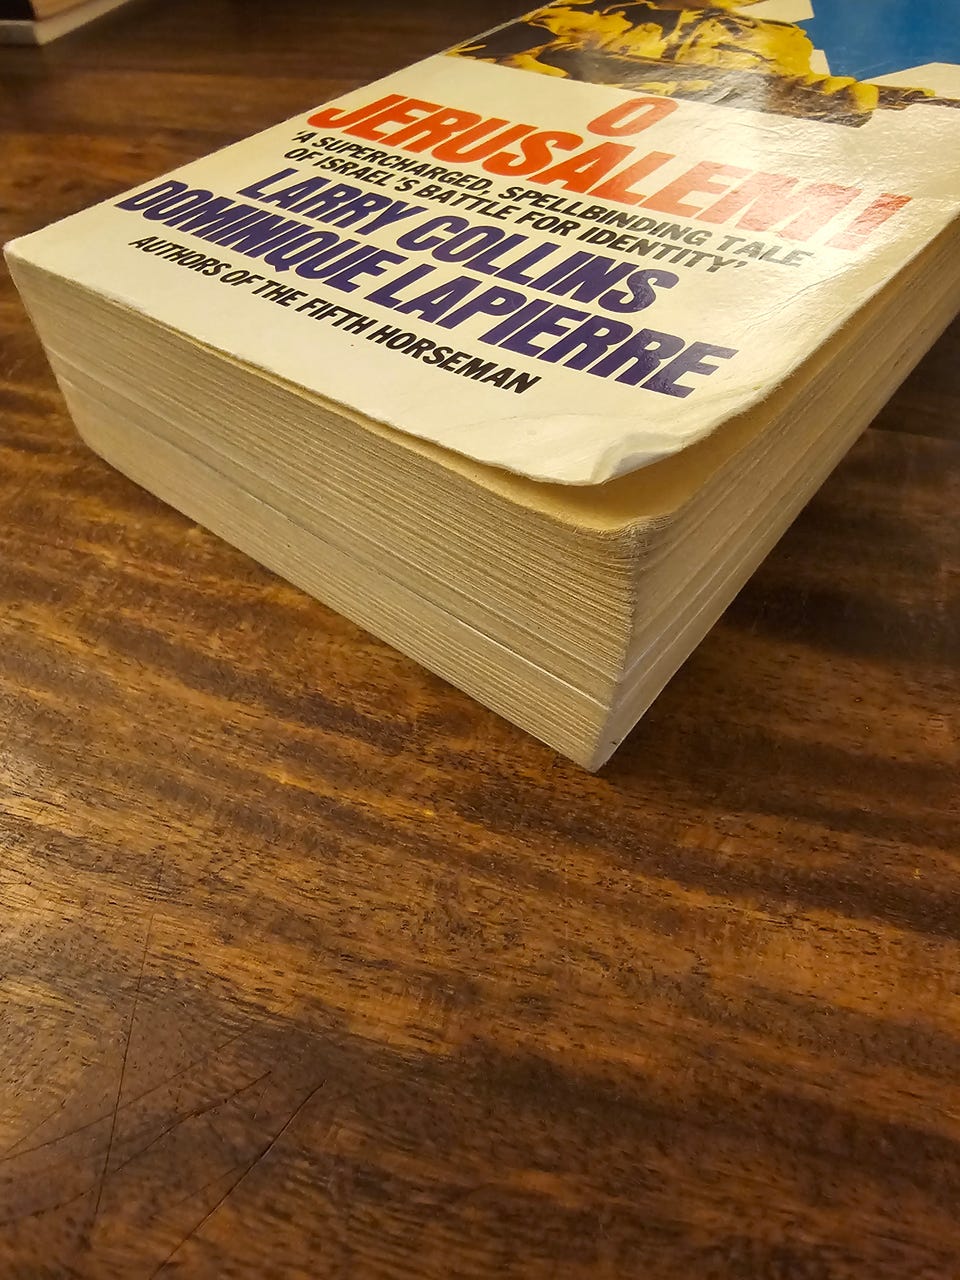 O
JERUSALEM!
'A SUPERCHARGED, SPELLBINDING TALE
OF ISRAEL'S BATTLE FOR IDENTITY'
LARRY COLLINS
DOMINIQUE LAPIERRE
AUTHORS OF THE FIFTH HORSEMAN